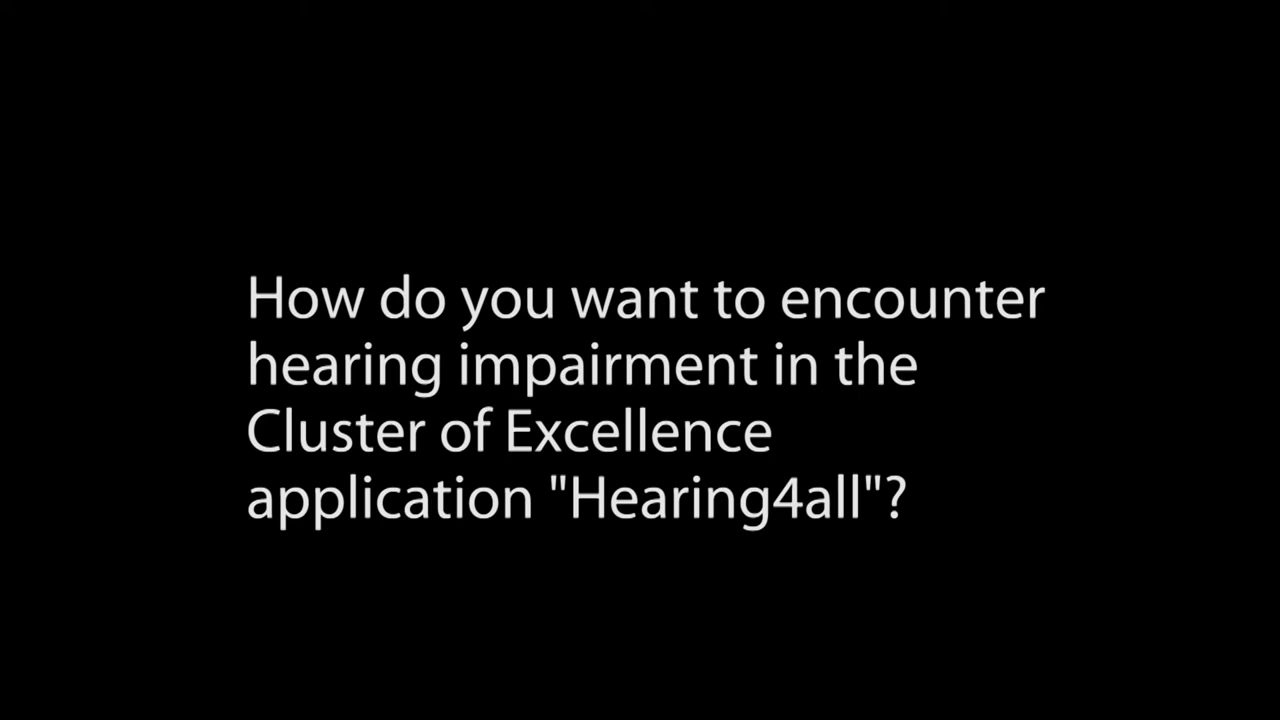 How do you want to encounter
hearing impairment in the
Cluster of Excellence
application "Hearing4all"?